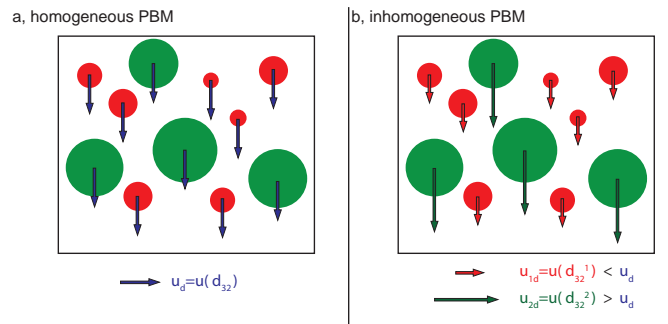 a, homogeneous PBM
b, inhomogeneous PBM
u_d=u(d_32)
u_1d=u(d_32^1) < u_d
u_2d=u(d_32^2) > u_d